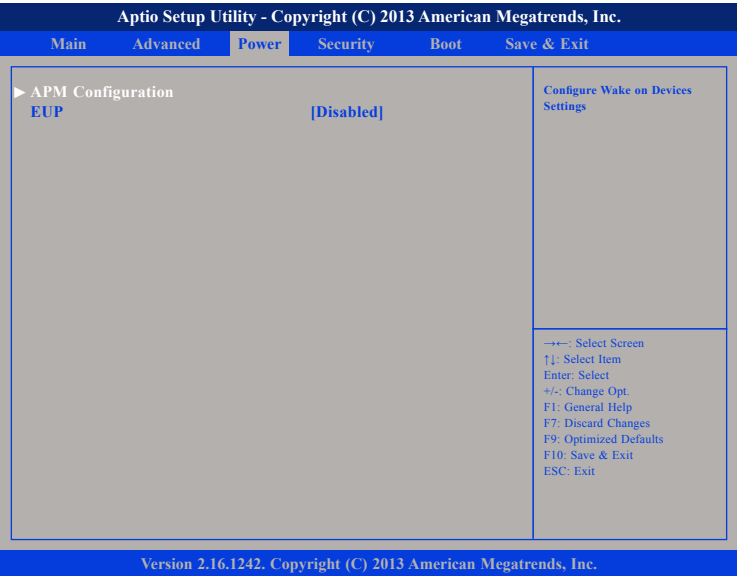 Aptio Setup Utility - Copyright (C) 2013 American Megatrends, Inc.
Main Advanced Power Security Boot Save & Exit
▶ APM Configuration
EUP [Disabled]
Configure Wake on Devices
Settings
→←: Select Screen
↑↓: Select Item
Enter: Select
+/-: Change Opt.
F1: General Help
F7: Discard Changes
F9: Optimized Defaults
F10: Save & Exit
ESC: Exit
Version 2.16.1242. Copyright (C) 2013 American Megatrends, Inc.